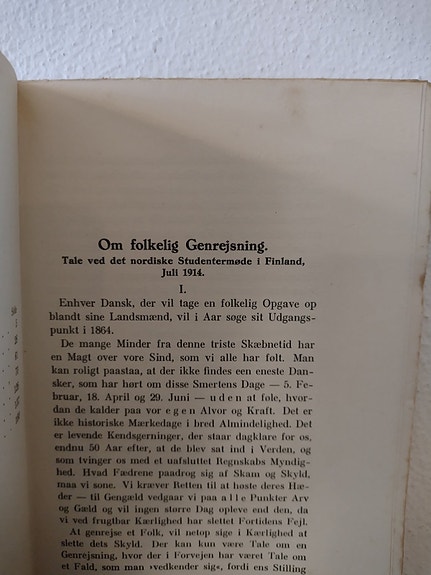 Om folkelig Genrejsning.
Tale ved det nordiske Studentermøde i Finland,
Juli 1914.
I.
Enhver Dansk, der vil tage en folkelig Opgave op
blandt sine Landsmænd, vil i Aar søge sit Udgangs-
punkt i 1864.
De mange Minder fra denne triste Skæbnetid har
en Magt over vore Sind, som vi alle har følt. Man
kan roligt paastaa, at der ikke findes een eneste Dan-
sker, som har hørt om disse Smertens Dage — 5. Fe-
bruar, 18. April og 29. Juni — uden at føle, hvordan
de kalder paa vor egen Alvor og Kraft. Det er
ikke historiske Mærkedage i bred Almindelighed. Det
er levende Kendsgerninger, der staar dagklare for os,
endnu 50 Aar efter, at de blev sat ind i Verden, og
som tvinger os med et uafsluttet Regnskabs Myndig-
hed. Hvad Fædrene paadrog sig af Skam og Skyld,
maa vi sone. Vi kræver Retten til at høste deres Hæ-
der — til Gengæld vedgaar vi paa alle Punkter Arv
og Gæld og vil ingen større Dag opleve end den, da
vi ved frugtbar Kærlighed har slettet Fortidens Fejl.
At genrejse et Folk, vil netop sige i Kærlighed at
slette dets Skyld. Der kan kun være Tale om en
Genrejsning, hvor der i Forvejen har været Tale om
et Fald, som man »vedkender sig«, fordi ens Stilling